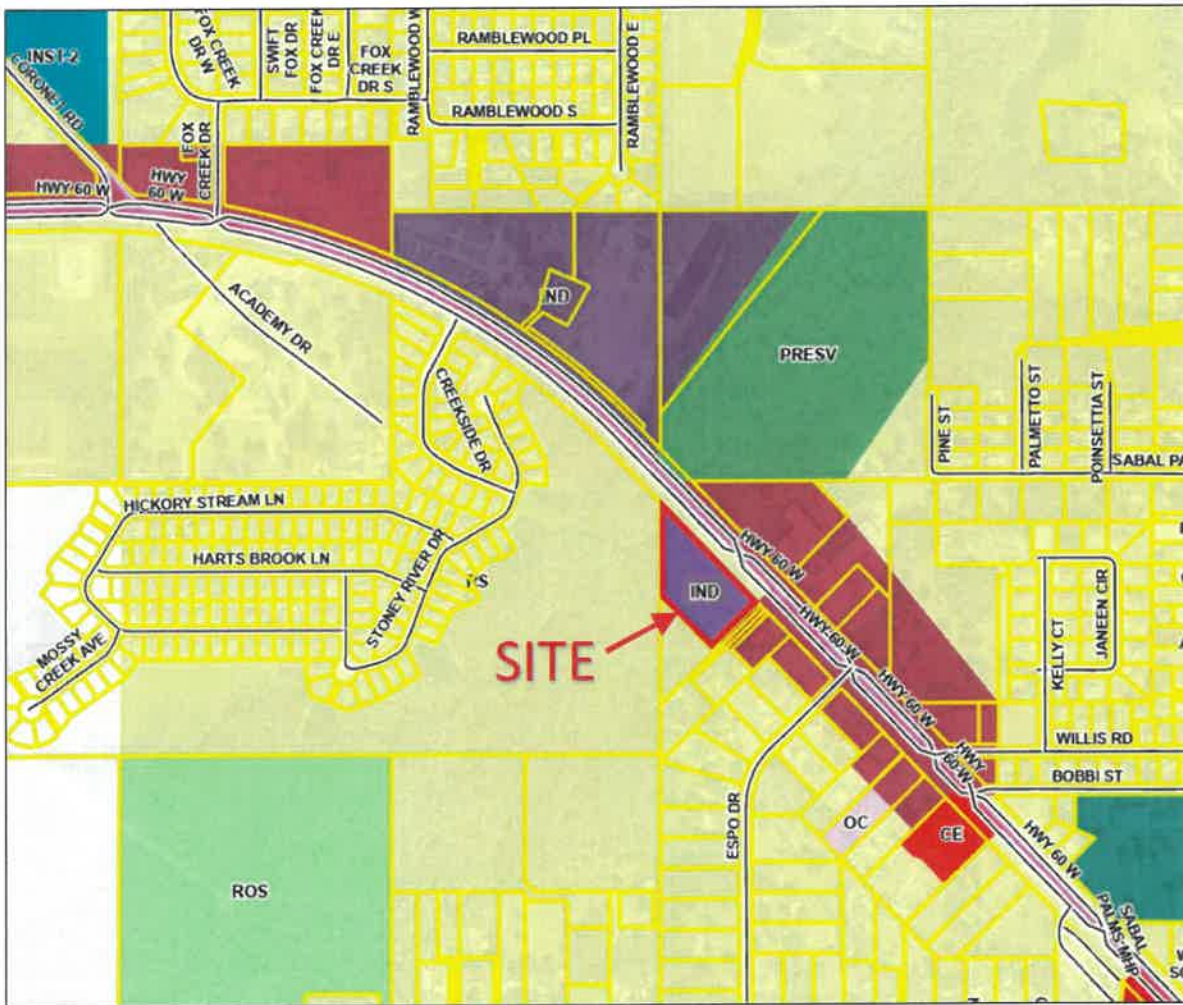 INST-2
CORONET RD
FOX CREEK
DR W
SWIFT
FOX DR
FOX CREEK
DR E
FOX
CREEK
DR S
RAMBLEWOOD W
RAMBLEWOOD PL
RAMBLEWOOD S
RAMBLEWOOD E
FOX
CREEK DR
HWY 60 W
HWY
60 W
ACADEMY DR
IND
PRESV
CREEKSIDE DR
PINE ST
PALMETTO ST
POINSETTIA ST
SABAL PA
HICKORY STREAM LN
HARTS BROOK LN
STONEY RIVER DR
MOSSY
CREEK AVE
HWY-60-W
IND
SITE
HWY-60-W
KELLY CT
JANEEN CIR
HWY-60-W
WILLIS RD
HWY
60-W
BOBBI ST
ESPO DR
OC
CE
HWY 60 W
ROS
SABAL
PALMS MHP